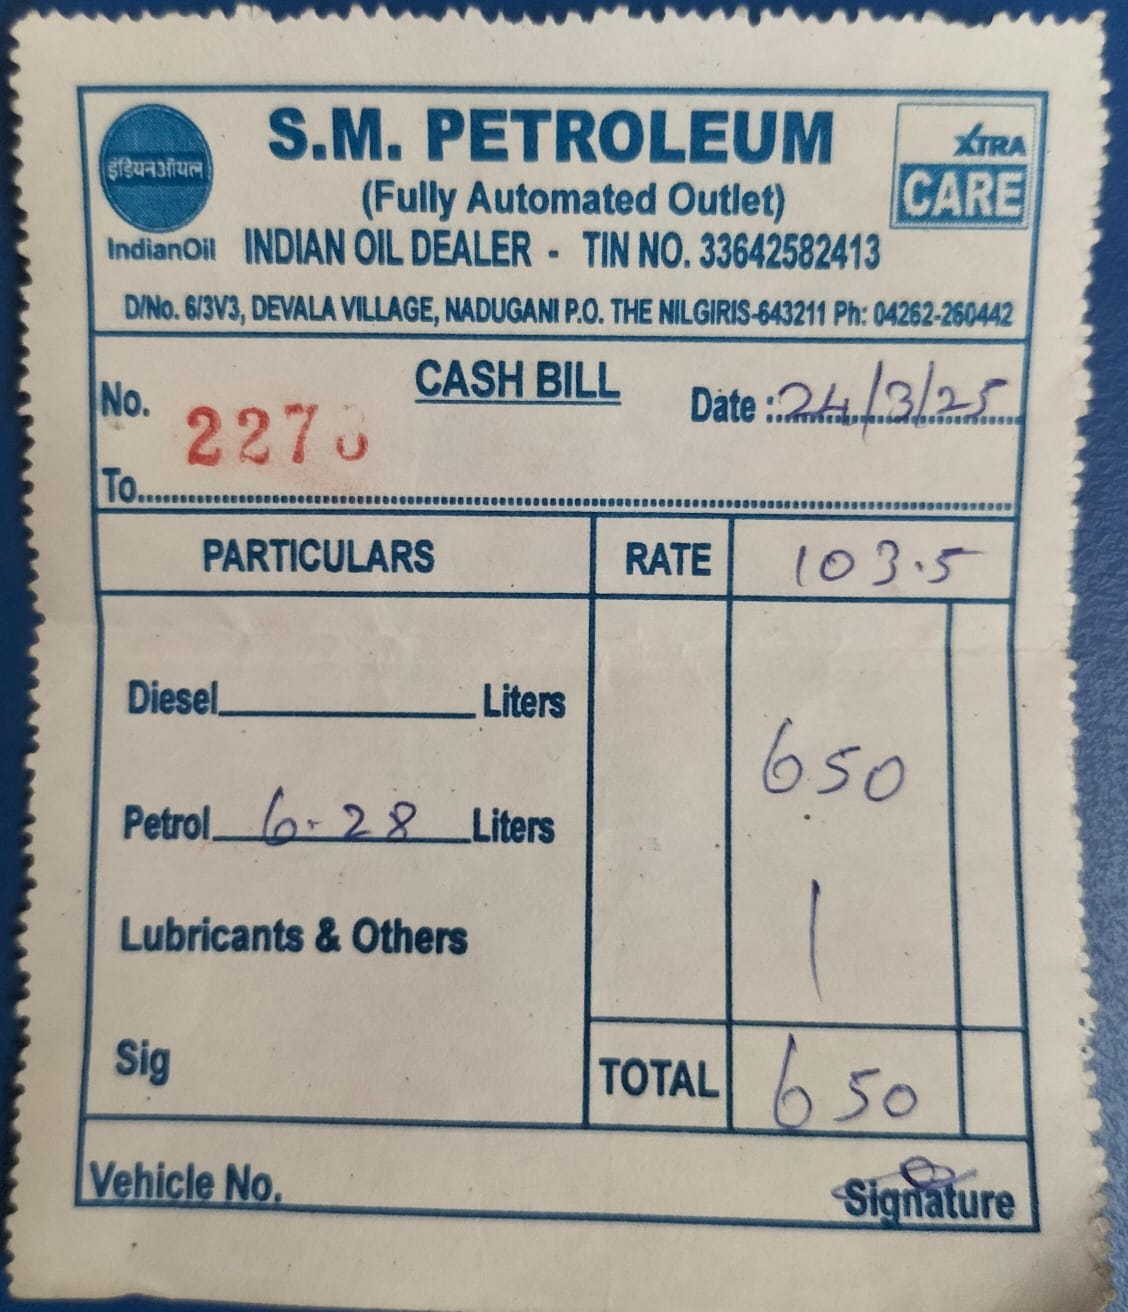 S.M. PETROLEUM
इंडियनऑयल
XTRA
CARE
(Fully Automated Outlet)
IndianOil
INDIAN OIL DEALER - TIN NO. 33642582413
D/No. 6/3V3, DEVALA VILLAGE, NADUGANI P.O. THE NILGIRIS-643211 Ph: 04262-260442
CASH BILL
No.
Date : 24/3/25
To
PARTICULARS RATE 103.5
Diesel Liters
650
Petrol 6.28 Liters
Lubricants & Others
Sig
TOTAL 650
Vehicle No.
Signature